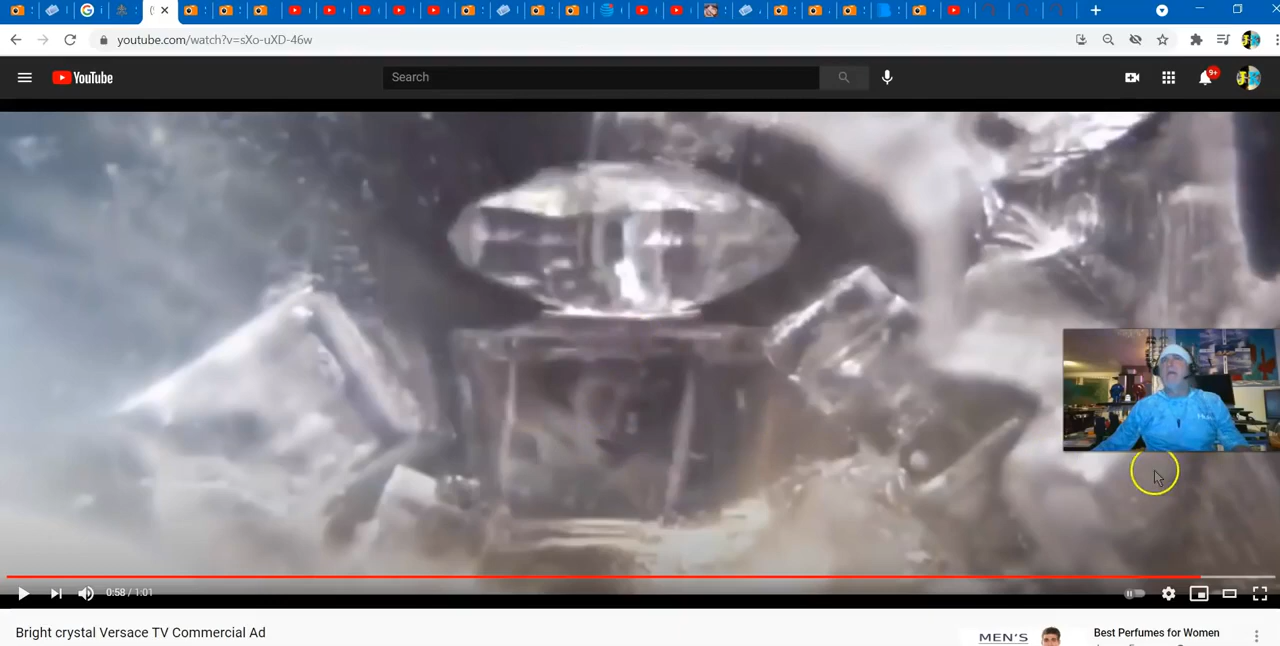 youtube.com/watch?v=sXo-uXD-46w
YouTube
Search
9+
0:58 / 1:01
Bright crystal Versace TV Commercial Ad
MEN'S
Best Perfumes for Women